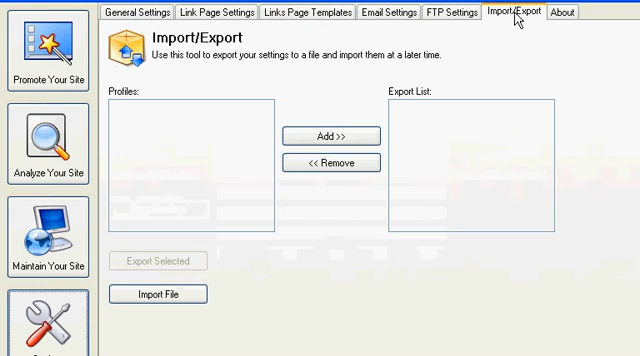 General Settings
Link Page Settings
Links Page Templates
Email Settings
FTP Settings
Import/Export
About
Import/Export
Use this tool to export your settings to a file and import them at a later time.
Promote Your Site
Analyze Your Site
Maintain Your Site
Profiles:
Export List:
Add >>
<< Remove
Export Selected
Import File